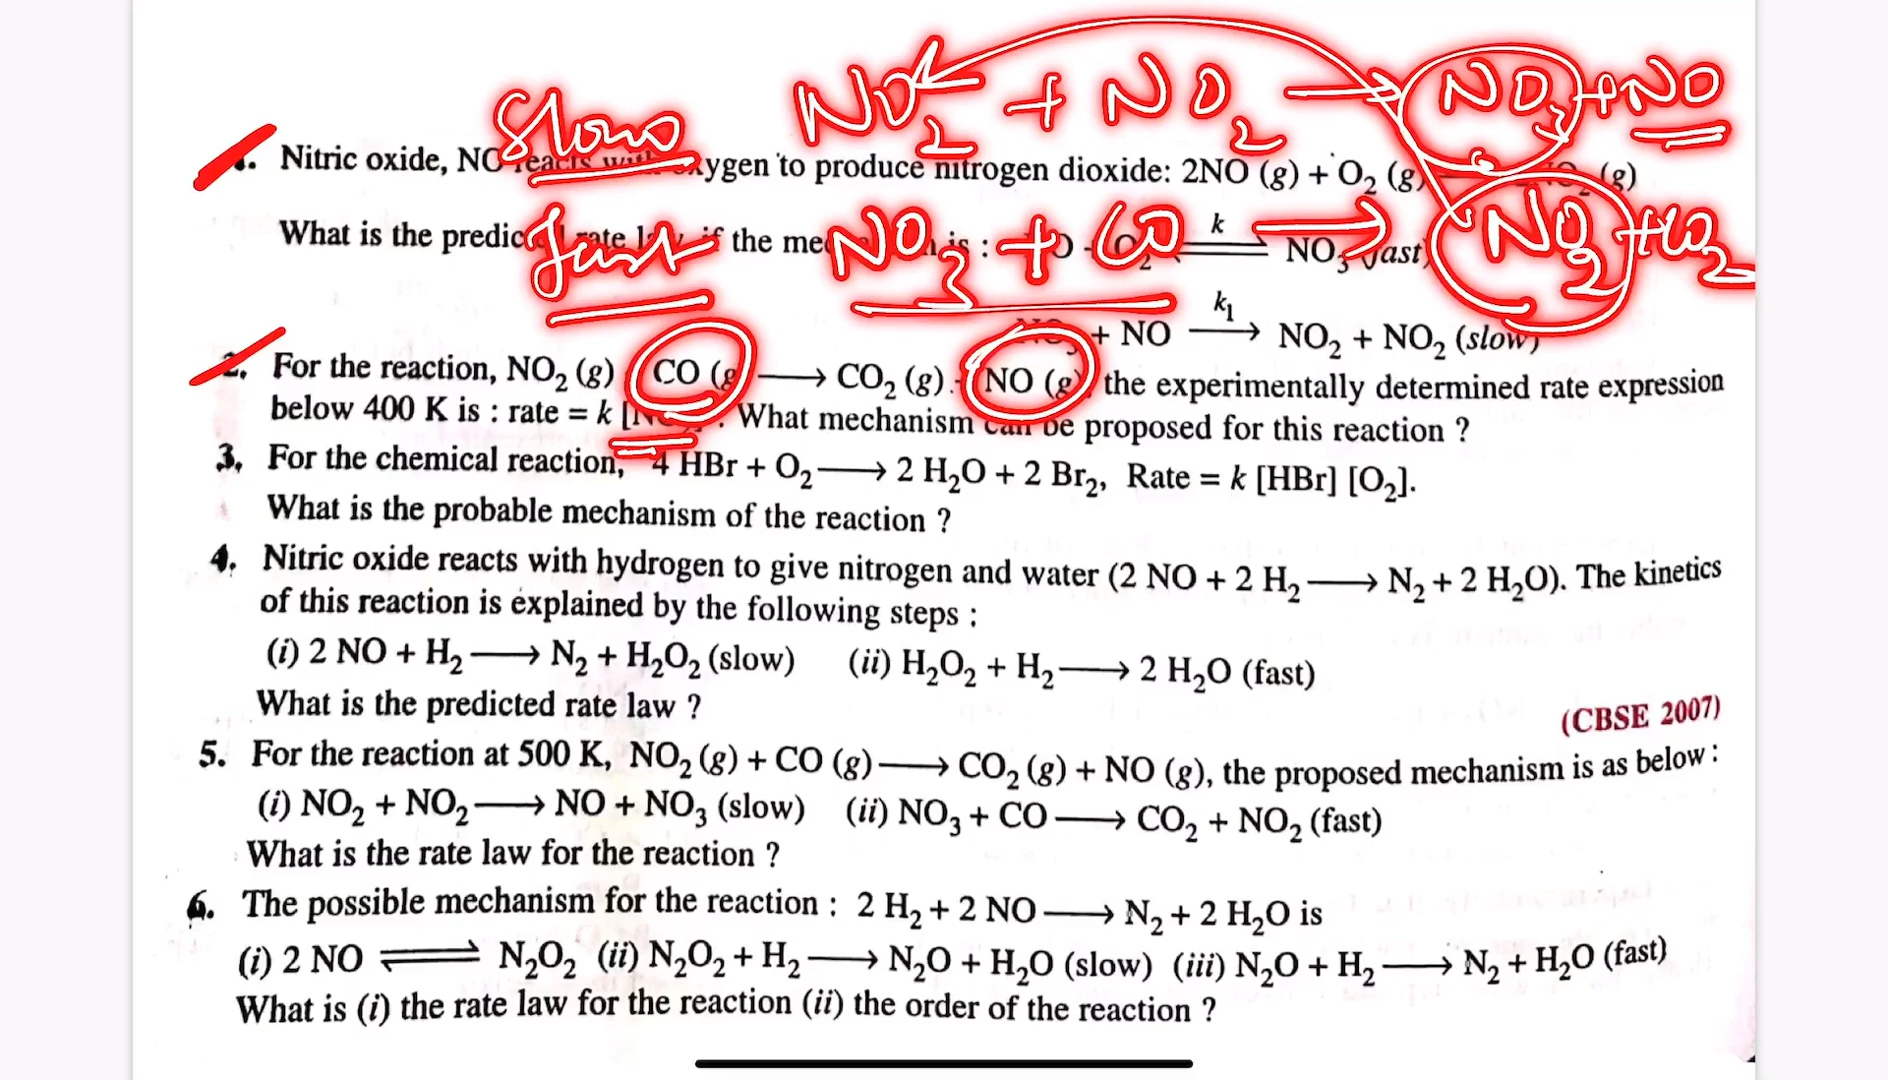 Slow NO2 + NO2 → NO3 + NO
Nitric oxide, NO reacts with oxygen to produce nitrogen dioxide: 2NO (g) + O2 (g) (g)
Fast NO3 + CO → NO2 + CO2
What is the predicted rate law if the mechanism is : k NO3 (fast)
+ NO —k1→ NO2 + NO2 (slow)
2. For the reaction, NO2 (g) CO (g) ⟶ CO2 (g) NO (g) the experimentally determined rate expression
below 400 K is : rate = k [ . What mechanism can be proposed for this reaction ?
3. For the chemical reaction, 4 HBr + O2 ⟶ 2 H2O + 2 Br2, Rate = k [HBr] [O2].
What is the probable mechanism of the reaction ?
4. Nitric oxide reacts with hydrogen to give nitrogen and water (2 NO + 2 H2 ⟶ N2 + 2 H2O). The kinetics
of this reaction is explained by the following steps :
(i) 2 NO + H2 ⟶ N2 + H2O2 (slow) (ii) H2O2 + H2 ⟶ 2 H2O (fast)
What is the predicted rate law ?
(CBSE 2007)
5. For the reaction at 500 K, NO2 (g) + CO (g) ⟶ CO2 (g) + NO (g), the proposed mechanism is as below :
(i) NO2 + NO2 ⟶ NO + NO3 (slow) (ii) NO3 + CO ⟶ CO2 + NO2 (fast)
What is the rate law for the reaction ?
6. The possible mechanism for the reaction : 2 H2 + 2 NO ⟶ N2 + 2 H2O is
(i) 2 NO ⇌ N2O2 (ii) N2O2 + H2 ⟶ N2O + H2O (slow) (iii) N2O + H2 ⟶ N2 + H2O (fast)
What is (i) the rate law for the reaction (ii) the order of the reaction ?